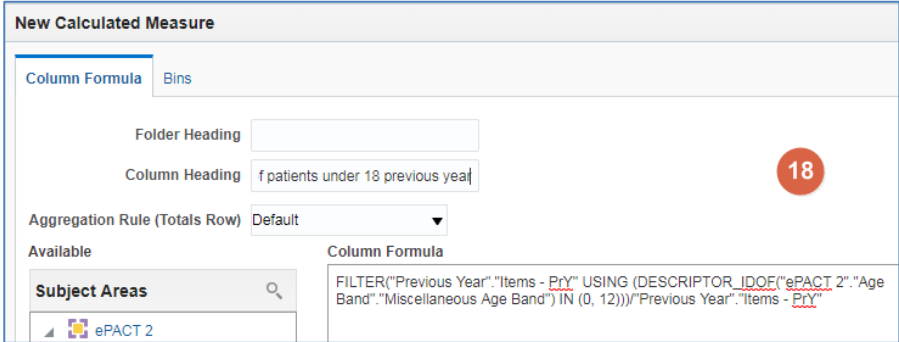 New Calculated Measure
Column Formula Bins
Folder Heading
Column Heading f patients under 18 previous year
18
Aggregation Rule (Totals Row) Default
Available Column Formula
Subject Areas
FILTER("Previous Year"."Items - PrY" USING (DESCRIPTOR_IDOF("ePACT 2"."Age
Band"."Miscellaneous Age Band") IN (0, 12)))/"Previous Year"."Items - PrY"
ePACT 2